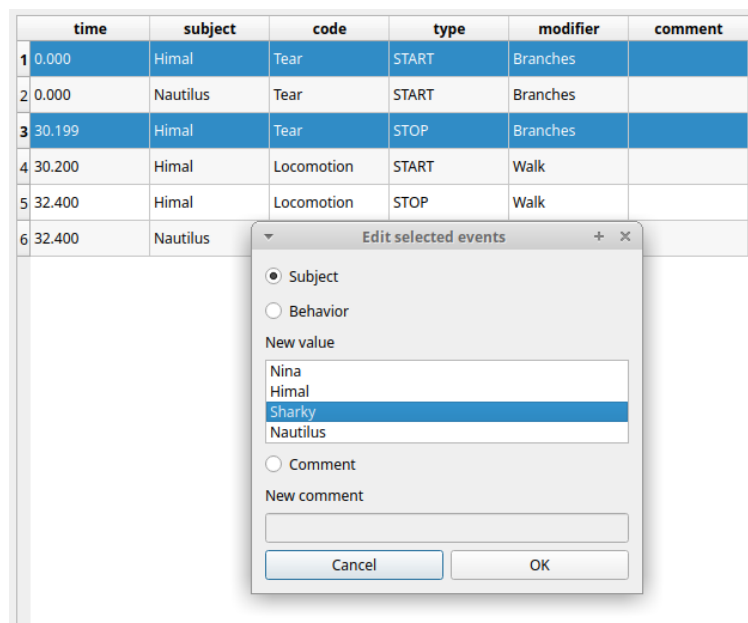 time subject code type modifier comment
1 0.000 Himal Tear START Branches
2 0.000 Nautilus Tear START Branches
3 30.199 Himal Tear STOP Branches
4 30.200 Himal Locomotion START Walk
5 32.400 Himal Locomotion STOP Walk
6 32.400 Nautilus
Edit selected events
Subject
Behavior
New value
Nina
Himal
Sharky
Nautilus
Comment
New comment
Cancel OK